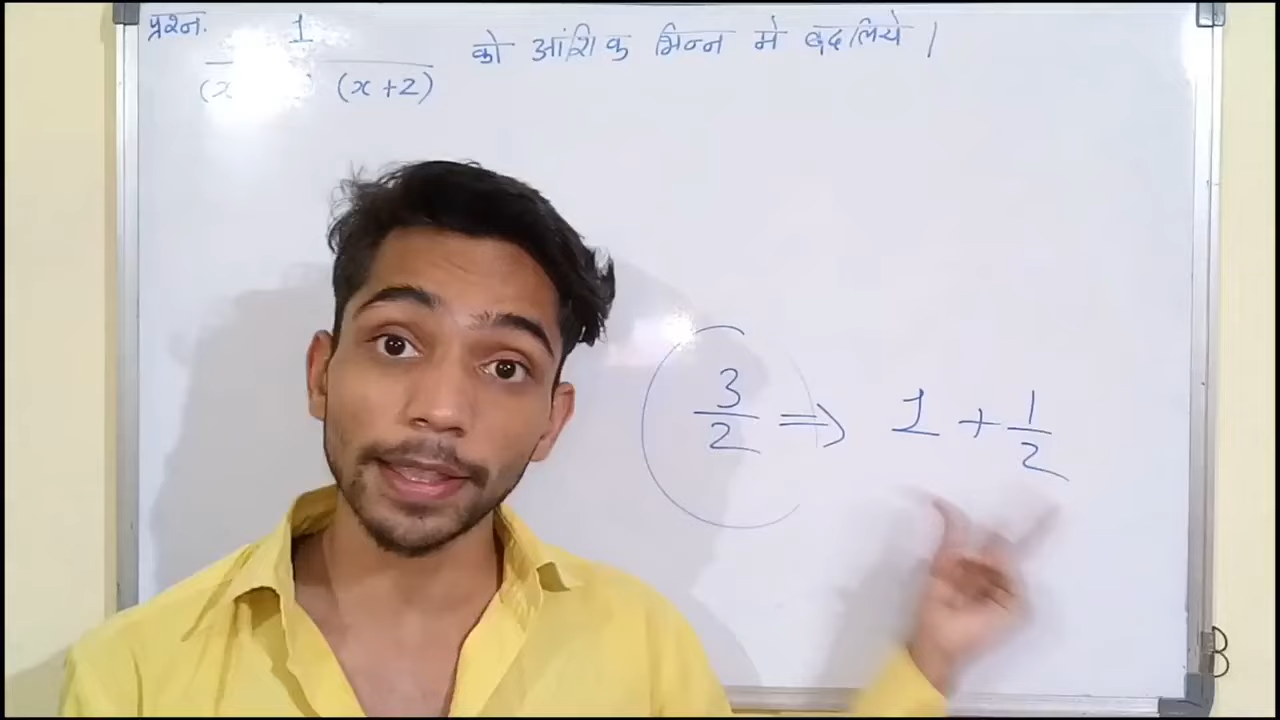 प्रश्न. 1 को आंशिक भिन्न मे बदलिये।
(x (x+2)
3 ⇒ 1 + 1
2 2